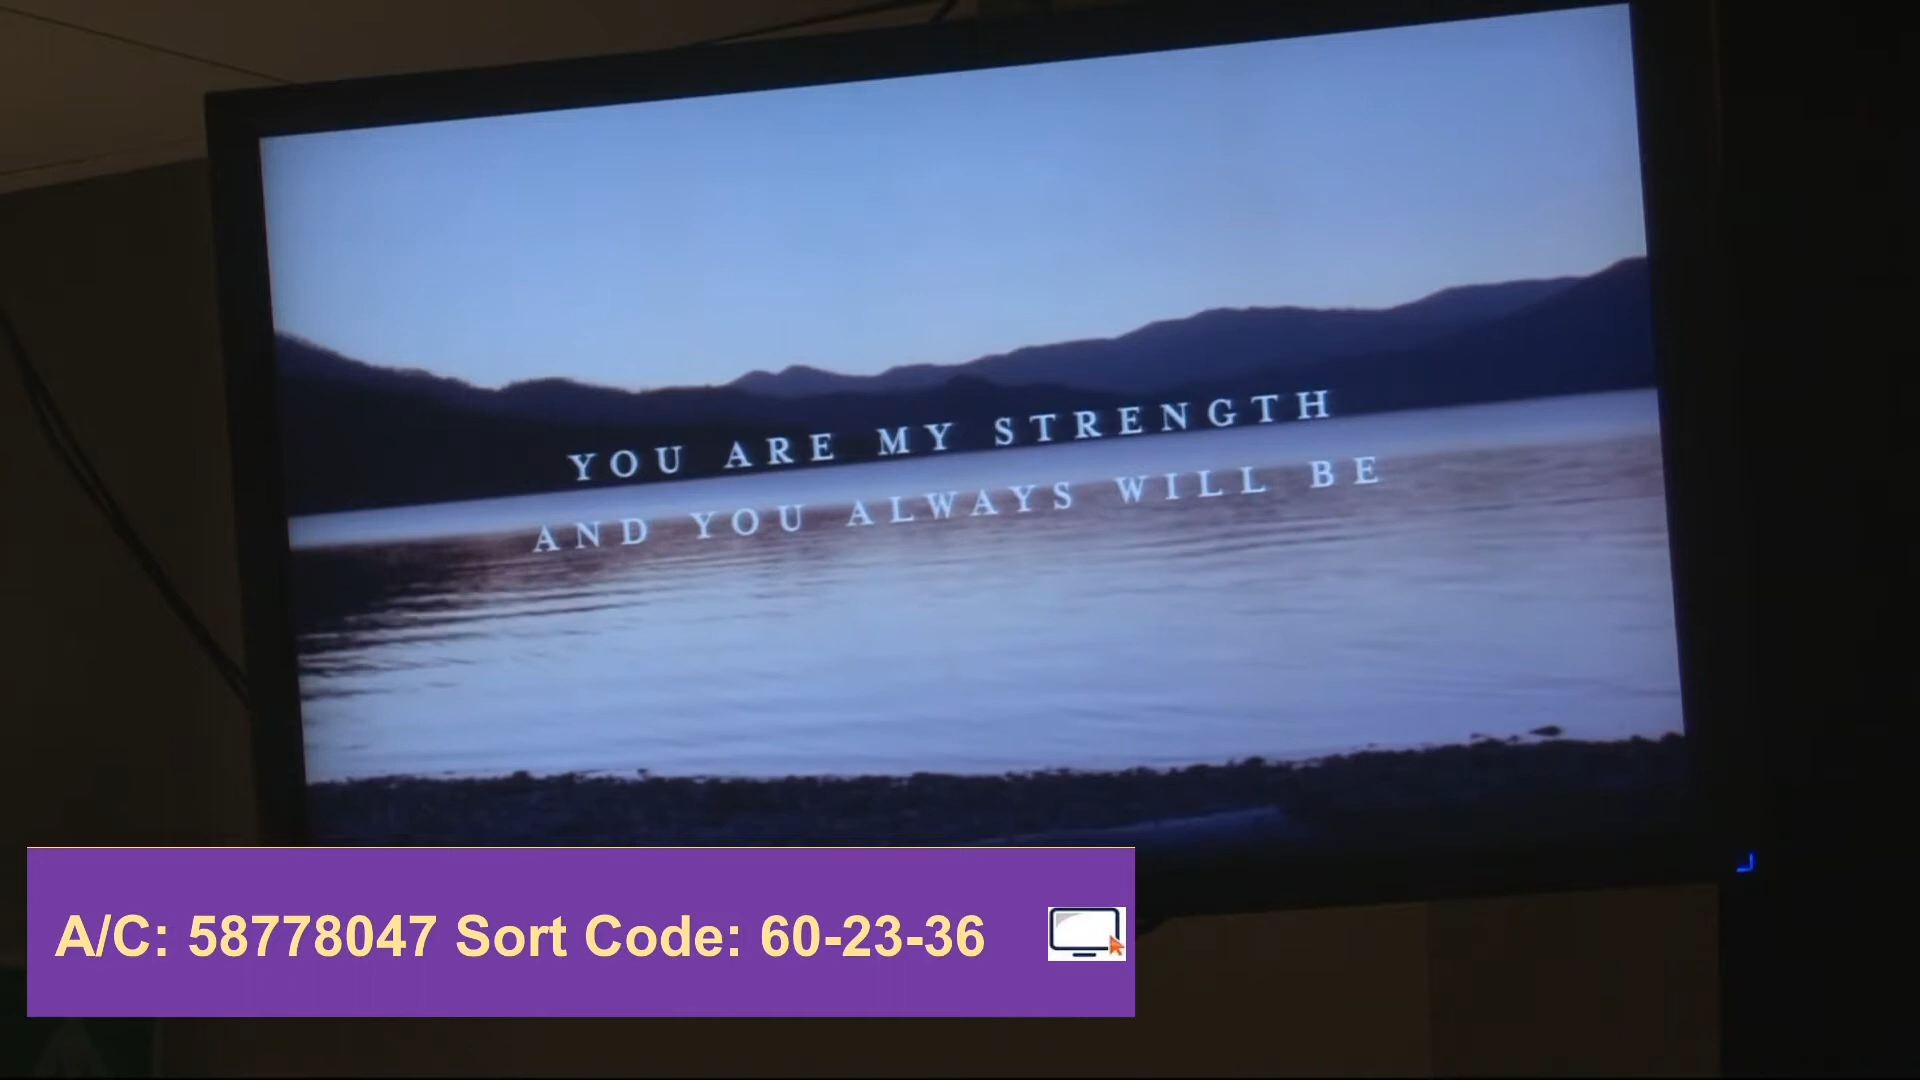 YOU ARE MY STRENGTH
AND YOU ALWAYS WILL BE
A/C: 58778047 Sort Code: 60-23-36